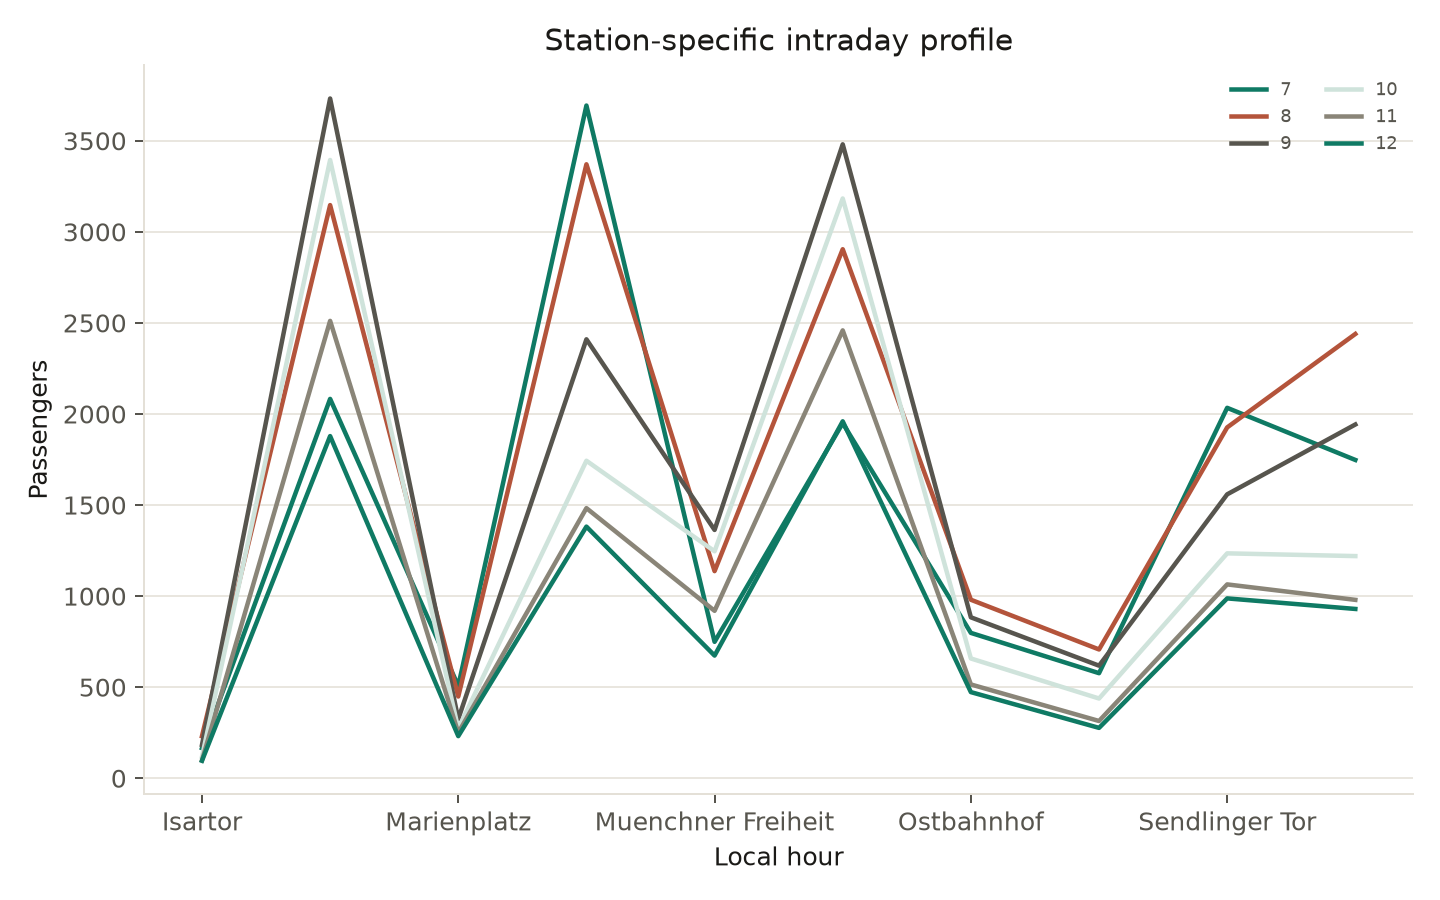 Station-specific intraday profile
7
8
9
10
11
12
Passengers
3500
3000
2500
2000
1500
1000
500
0
Isartor
Marienplatz
Muenchner Freiheit
Ostbahnhof
Sendlinger Tor
Local hour